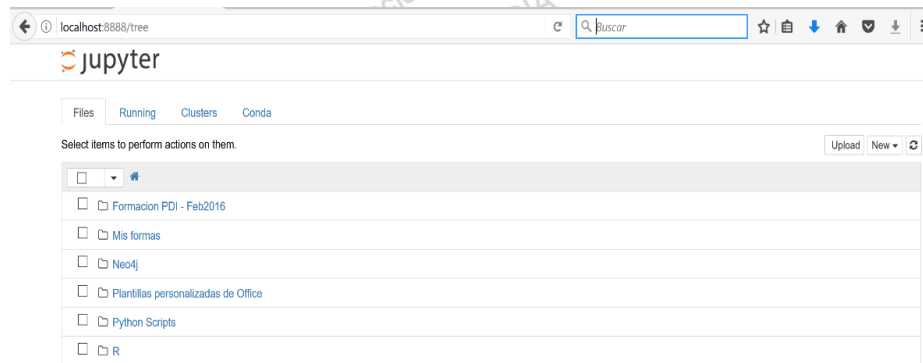 localhost:8888/tree
Buscar
jupyter
Files Running Clusters Conda
Select items to perform actions on them.
Upload New
Formacion PDI - Feb2016
Mis formas
Neo4j
Plantillas personalizadas de Office
Python Scripts
R